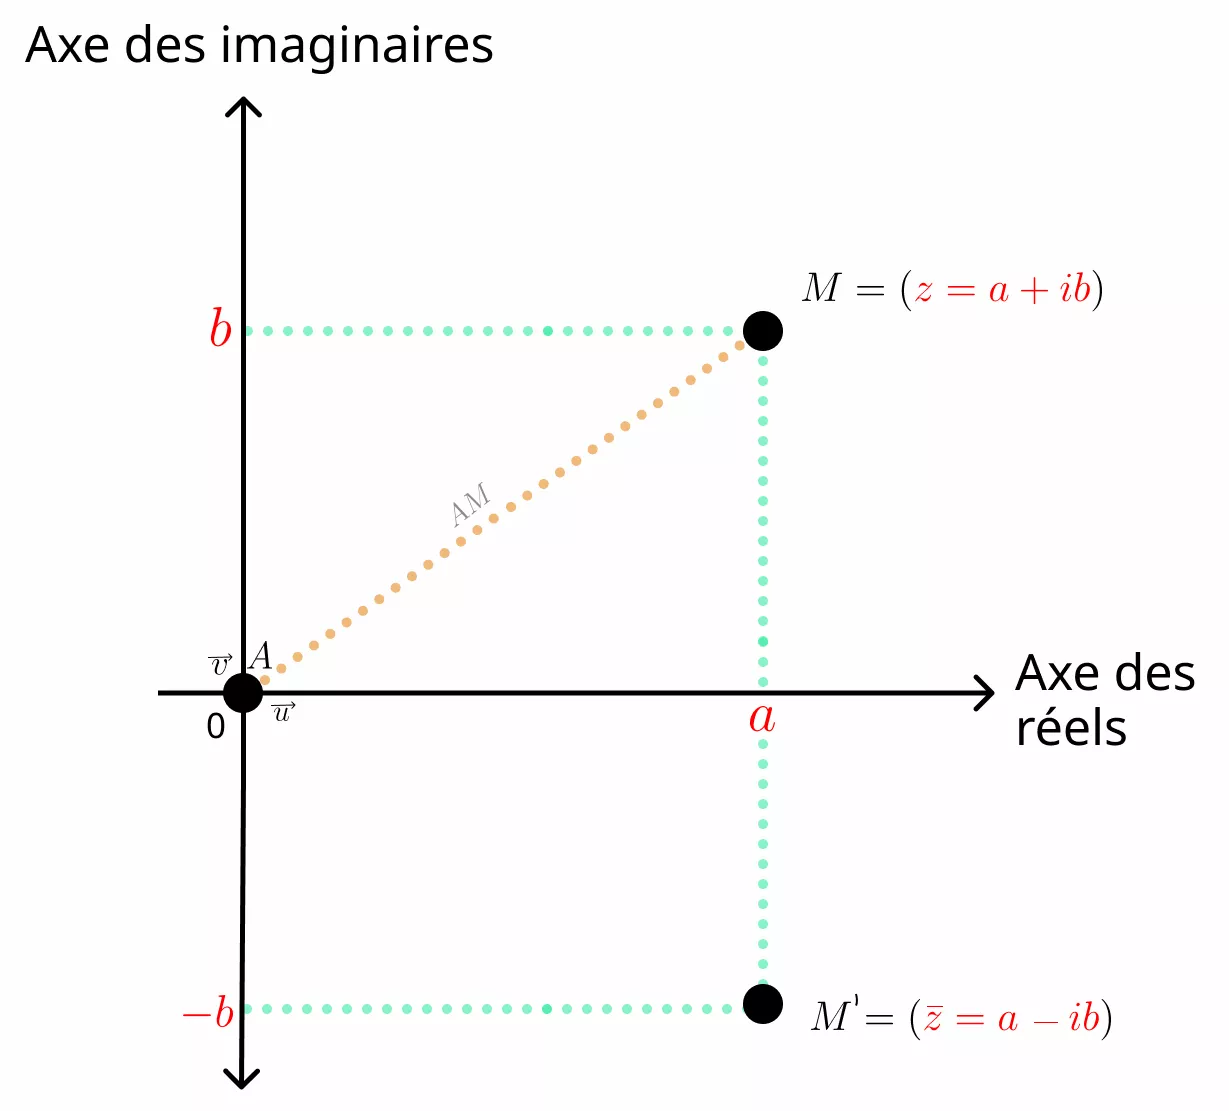 Axe des imaginaires
M = (z = a + ib)
b
AM
v⃗ A
Axe des
réels
0 u⃗
a
−b
M' = (z̄ = a − ib)